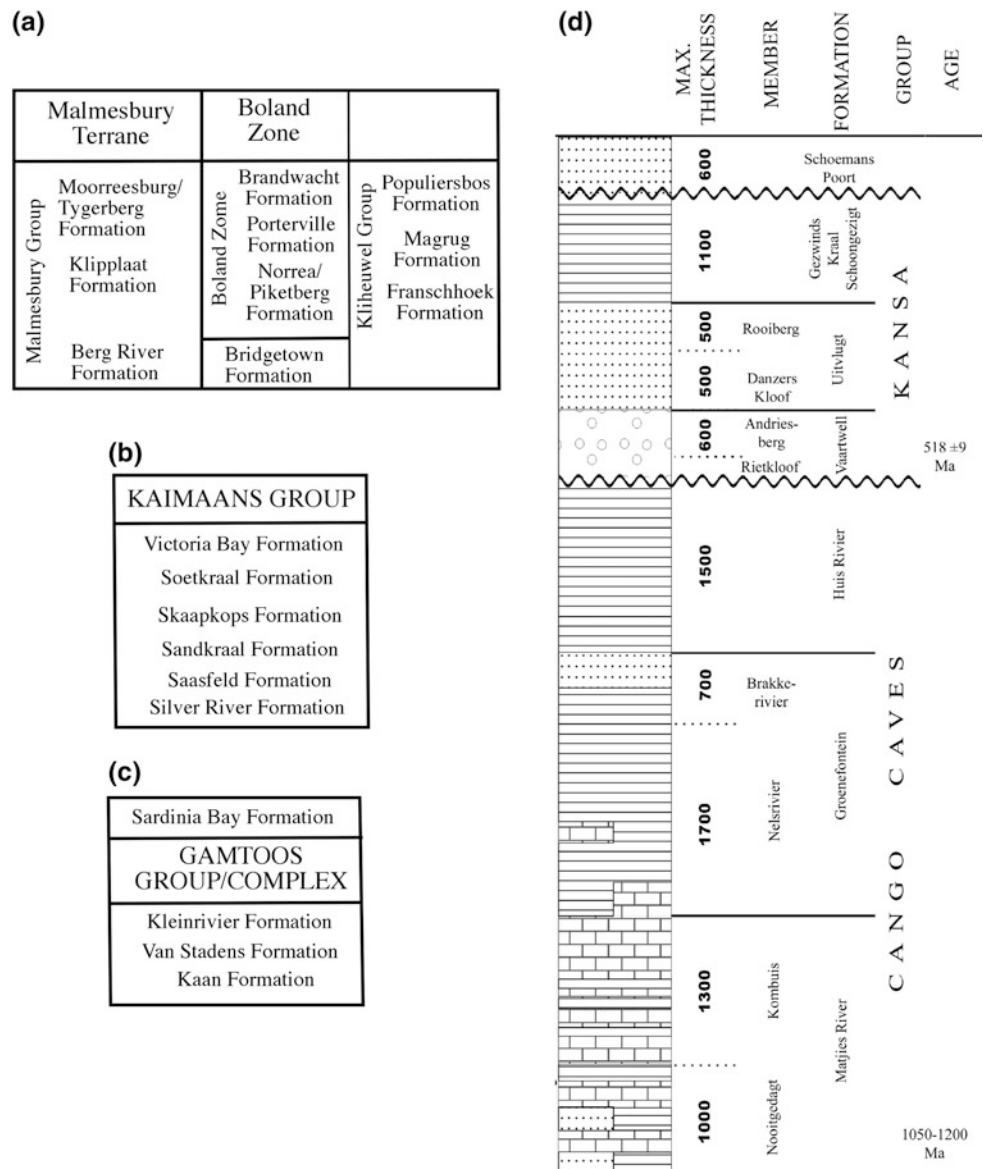 (a)
Malmesbury
Terrane
Boland
Zone
Malmesbury Group
Moorreesburg/
Tygerberg
Formation
Klipplaat
Formation
Berg River
Formation
Boland Zome
Brandwacht
Formation
Porterville
Formation
Norrea/
Piketberg
Formation
Bridgetown
Formation
Kliheuwel Group
Populiersbos
Formation
Magrug
Formation
Franschhoek
Formation
(b)
KAIMAANS GROUP
Victoria Bay Formation
Soetkraal Formation
Skaapkops Formation
Sandkraal Formation
Saasfeld Formation
Silver River Formation
(c)
Sardinia Bay Formation
GAMTOOS
GROUP/COMPLEX
Kleinrivier Formation
Van Stadens Formation
Kaan Formation
(d)
MAX.
THICKNESS
MEMBER
FORMATION
GROUP
AGE
600
Schoemans
Poort
1100
Gezwinds
Kraal
Schoongezigt
KANSA
500
Rooiberg
Uitvlugt
500
Danzers
Kloof
600
Andries-
berg
Rietkloof
Vaartwell
518 ±9
Ma
1500
Huis Rivier
CANGO CAVES
700
Brakke-
rivier
Groenefontein
1700
Nelsrivier
1300
Kombuis
Matjies River
1000
Nooitgedagt
1050-1200
Ma